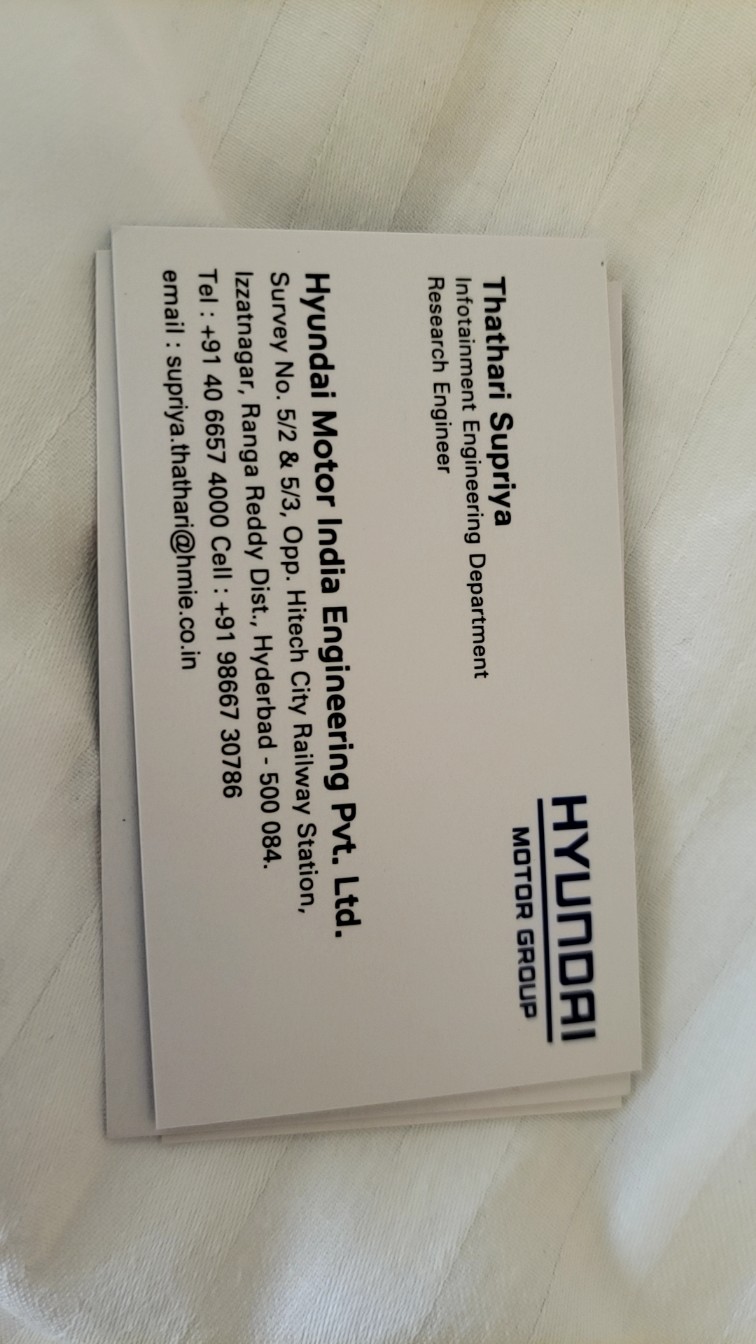 HYUNDAI
MOTOR GROUP
Thathari Supriya
Infotainment Engineering Department
Research Engineer
Hyundai Motor India Engineering Pvt. Ltd.
Survey No. 5/2 & 5/3, Opp. Hitech City Railway Station,
Izzatnagar, Ranga Reddy Dist., Hyderbad - 500 084.
Tel : +91 40 6657 4000 Cell : +91 98667 30786
email : supriya.thathari@hmie.co.in